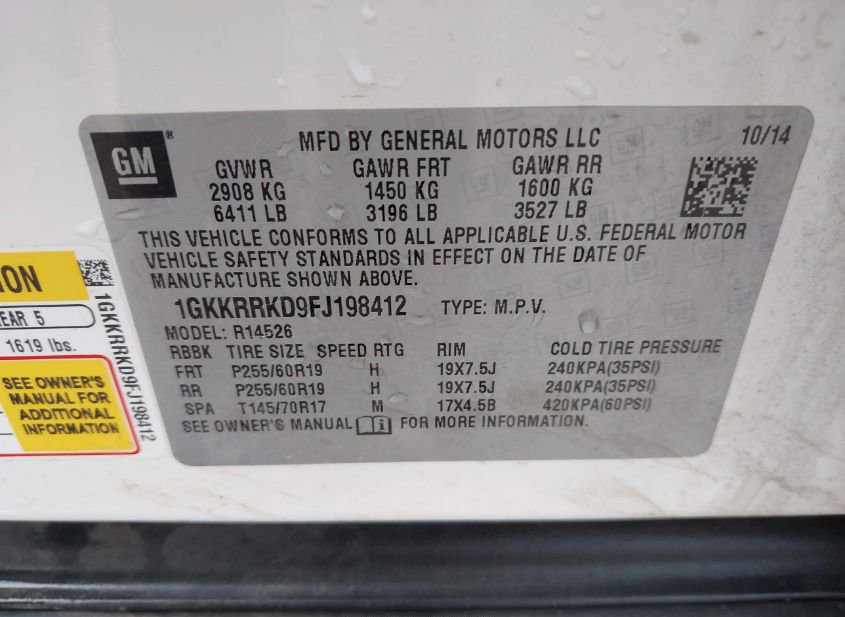 GM
®
MFD BY GENERAL MOTORS LLC
10/14
GVWR GAWR FRT GAWR RR
2908 KG 1450 KG 1600 KG
6411 LB 3196 LB 3527 LB
THIS VEHICLE CONFORMS TO ALL APPLICABLE U.S. FEDERAL MOTOR
VEHICLE SAFETY STANDARDS IN EFFECT ON THE DATE OF
MANUFACTURE SHOWN ABOVE.
1GKKRRKD9FJ198412 TYPE: M.P.V.
MODEL: R14526
RBBK TIRE SIZE SPEED RTG RIM COLD TIRE PRESSURE
FRT P255/60R19 H 19X7.5J 240KPA(35PSI)
RR P255/60R19 H 19X7.5J 240KPA(35PSI)
SPA T145/70R17 M 17X4.5B 420KPA(60PSI)
SEE OWNER'S MANUAL i FOR MORE INFORMATION.
ION
EAR 5
1619 lbs.
SEE OWNER'S
MANUAL FOR
ADDITIONAL
INFORMATION
1GKKRRKD9FJ198412